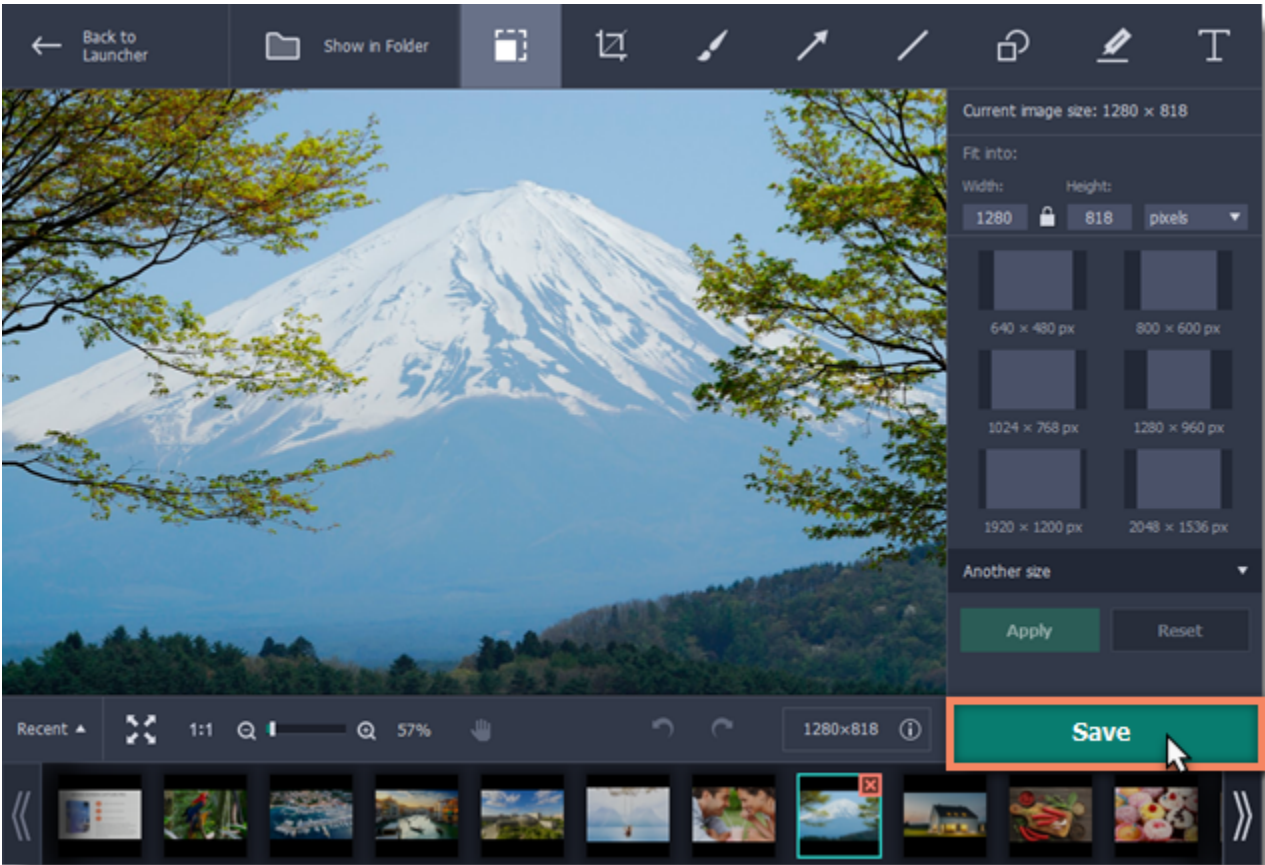 Back to
Launcher
Show in Folder
T
Current image size: 1280 × 818
Fit into:
Width: Height:
1280 818 pixels
640 × 480 px 800 × 600 px
1024 × 768 px 1280 × 960 px
1920 × 1200 px 2048 × 1536 px
Another size
Apply Reset
Recent 1:1 57% 1280×818 Save